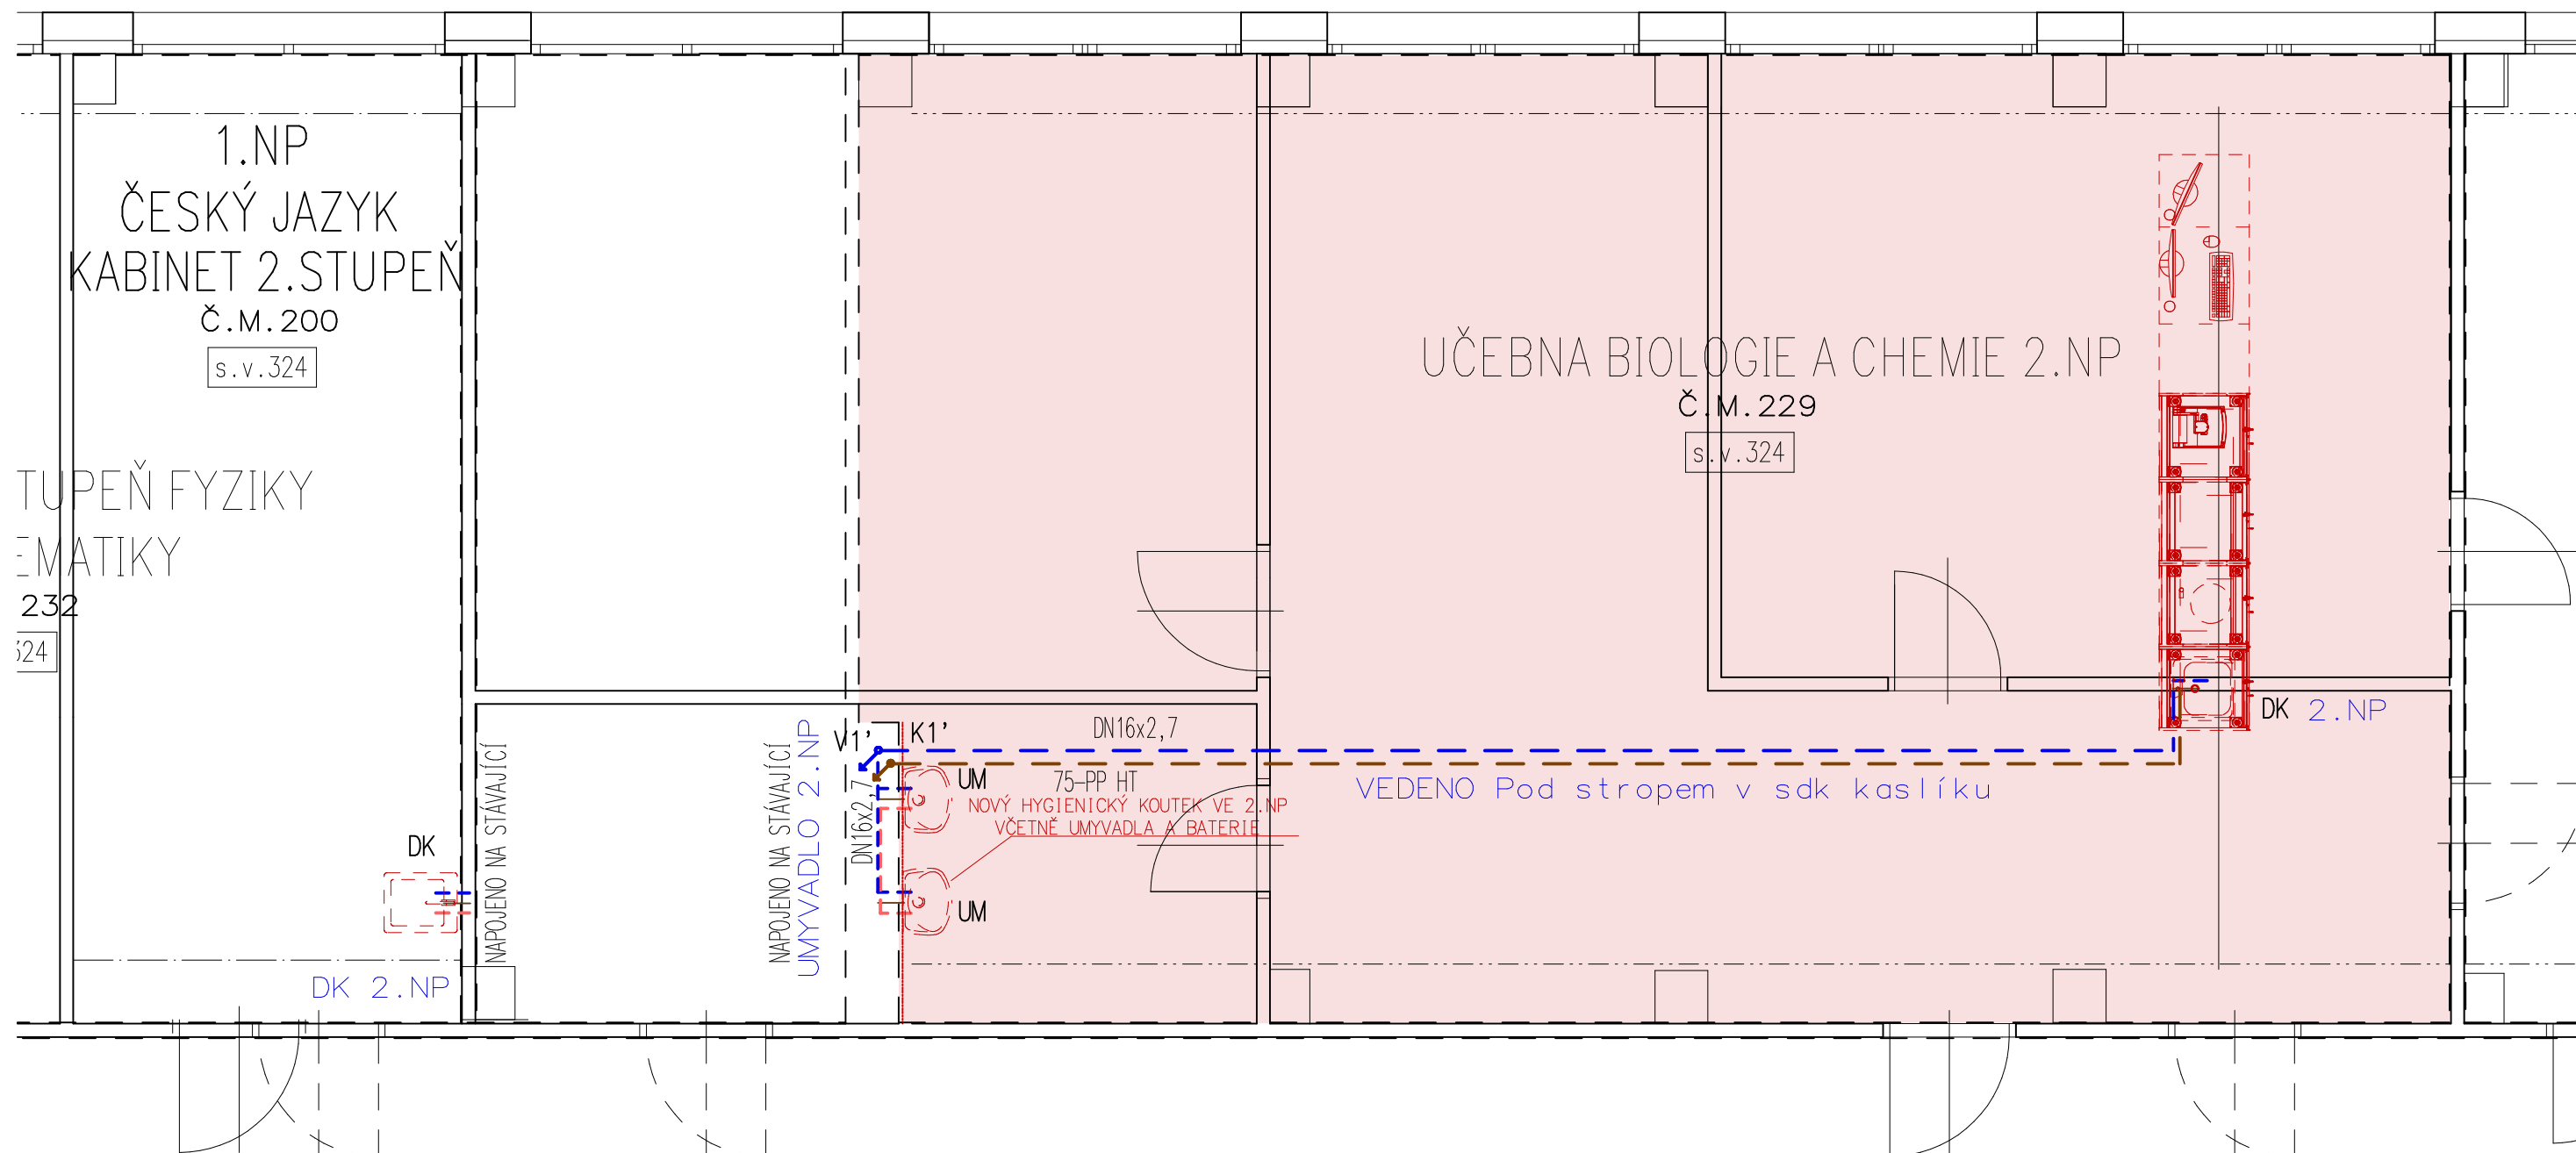 1.NP
ČESKÝ JAZYK
KABINET 2.STUPEŇ
Č.M.200
s.v.324
TUPEŇ FYZIKY
EMATIKY
232
324
UČEBNA BIOLOGIE A CHEMIE 2.NP
Č.M.229
s.v.324
DK 2.NP
V1' K1'
DN16x2,7
75-PP HT
UM
NOVÝ HYGIENICKÝ KOUTEK VE 2.NP
VČETNĚ UMYVADLA A BATERIE
UM
VEDENO Pod stropem v sdk kaslíku
DN16x2,7
NAPOJENO NA STÁVAJÍCÍ
UMYVADLO 2.NP
NAPOJENO NA STÁVAJÍCÍ
DK
DK 2.NP